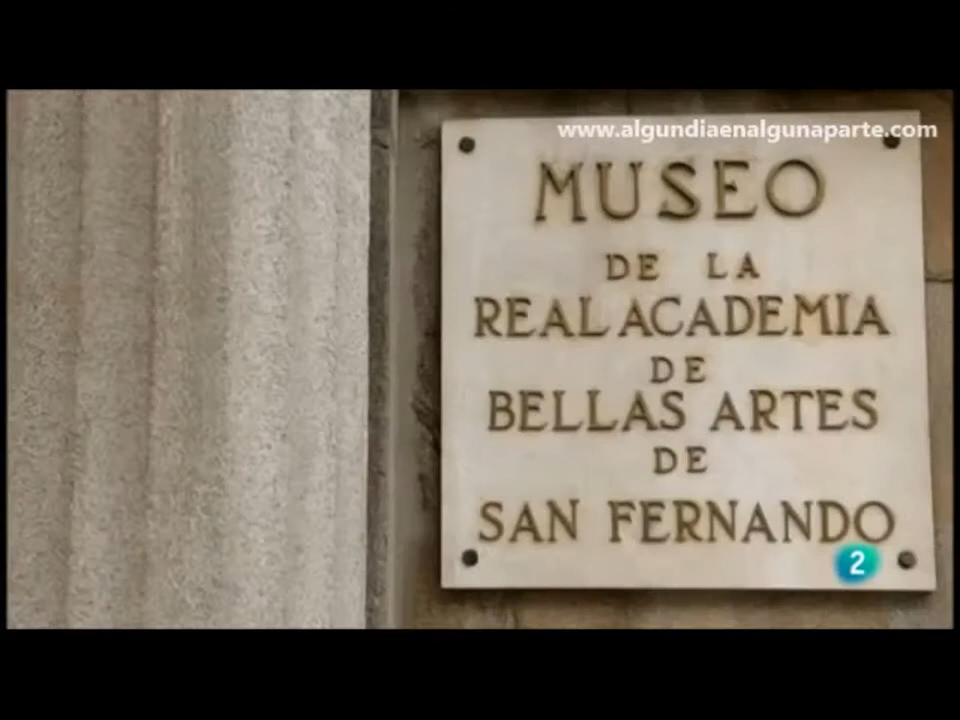 www.algundiaenalgunaparte.com
MUSEO
DE LA
REAL ACADEMIA
DE
BELLAS ARTES
DE
SAN FERNANDO
2